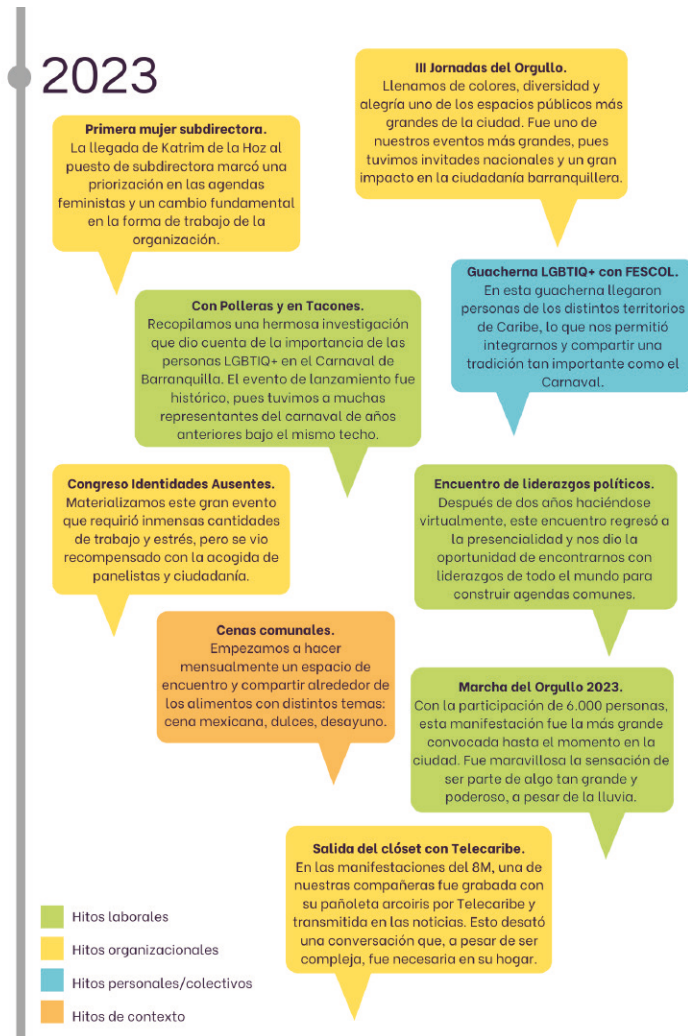 2023
Primera mujer subdirectora.
La llegada de Katrim de la Hoz al
puesto de subdirectora marcó una
priorización en las agendas
feministas y un cambio fundamental
en la forma de trabajo de la
organización.
III Jornadas del Orgullo.
Llenamos de colores, diversidad y
alegría uno de los espacios públicos más
grandes de la ciudad. Fue uno de
nuestros eventos más grandes, pues
tuvimos invitades nacionales y un gran
impacto en la ciudadanía barranquillera.
Guacherna LGBTIQ+ con FESCOL.
En esta guacherna llegaron
personas de los distintos territorios
de Caribe, lo que nos permitió
integrarnos y compartir una
tradición tan importante como el
Carnaval.
Con Polleras y en Tacones.
Recopilamos una hermosa investigación
que dio cuenta de la importancia de las
personas LGBTIQ+ en el Carnaval de
Barranquilla. El evento de lanzamiento fue
histórico, pues tuvimos a muchas
representantes del carnaval de años
anteriores bajo el mismo techo.
Congreso Identidades Ausentes.
Materializamos este gran evento
que requirió inmensas cantidades
de trabajo y estrés, pero se vio
recompensado con la acogida de
panelistas y ciudadanía.
Encuentro de liderazgos políticos.
Después de dos años haciéndose
virtualmente, este encuentro regresó a
la presencialidad y nos dio la
oportunidad de encontrarnos con
liderazgos de todo el mundo para
construir agendas comunes.
Cenas comunales.
Empezamos a hacer
mensualmente un espacio de
encuentro y compartir alrededor de
los alimentos con distintos temas:
cena mexicana, dulces, desayuno.
Marcha del Orgullo 2023.
Con la participación de 6.000 personas,
esta manifestación fue la más grande
convocada hasta el momento en la
ciudad. Fue maravillosa la sensación de
ser parte de algo tan grande y
poderoso, a pesar de la lluvia.
Salida del clóset con Telecaribe.
En las manifestaciones del 8M, una de
nuestras compañeras fue grabada con
su pañoleta arcoiris por Telecaribe y
transmitida en las noticias. Esto desató
una conversación que, a pesar de ser
compleja, fue necesaria en su hogar.
Hitos laborales
Hitos organizacionales
Hitos personales/colectivos
Hitos de contexto